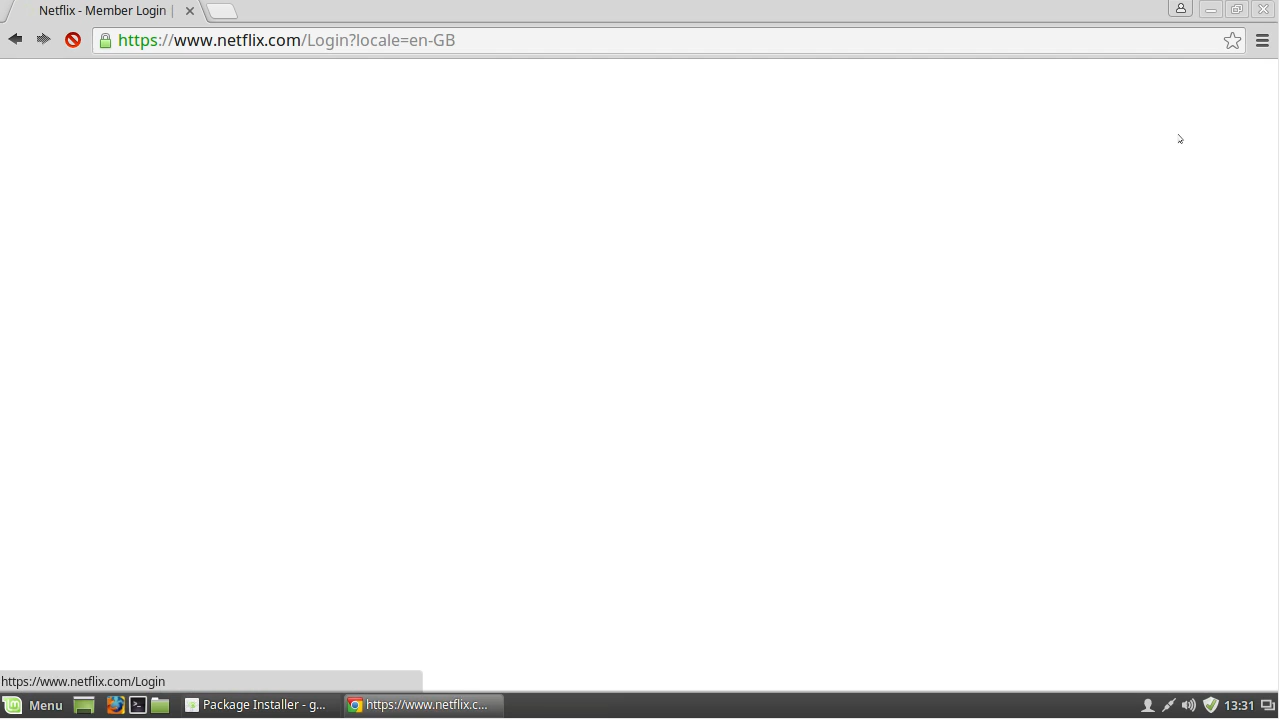 Netflix - Member Login |
https://www.netflix.com/Login?locale=en-GB
https://www.netflix.com/Login
Menu
Package Installer - g...
https://www.netflix.c...
13:31